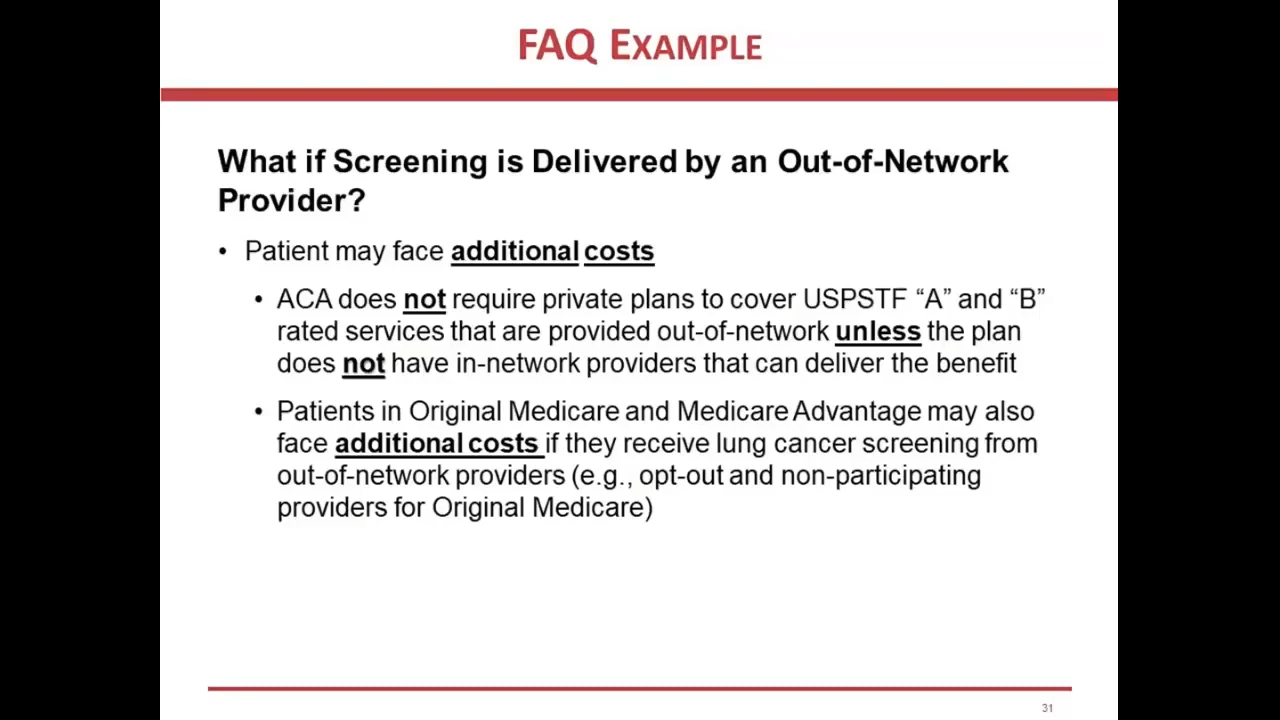 FAQ EXAMPLE
What if Screening is Delivered by an Out-of-Network
Provider?
• Patient may face additional costs
• ACA does not require private plans to cover USPSTF “A” and “B”
rated services that are provided out-of-network unless the plan
does not have in-network providers that can deliver the benefit
• Patients in Original Medicare and Medicare Advantage may also
face additional costs if they receive lung cancer screening from
out-of-network providers (e.g., opt-out and non-participating
providers for Original Medicare)
31